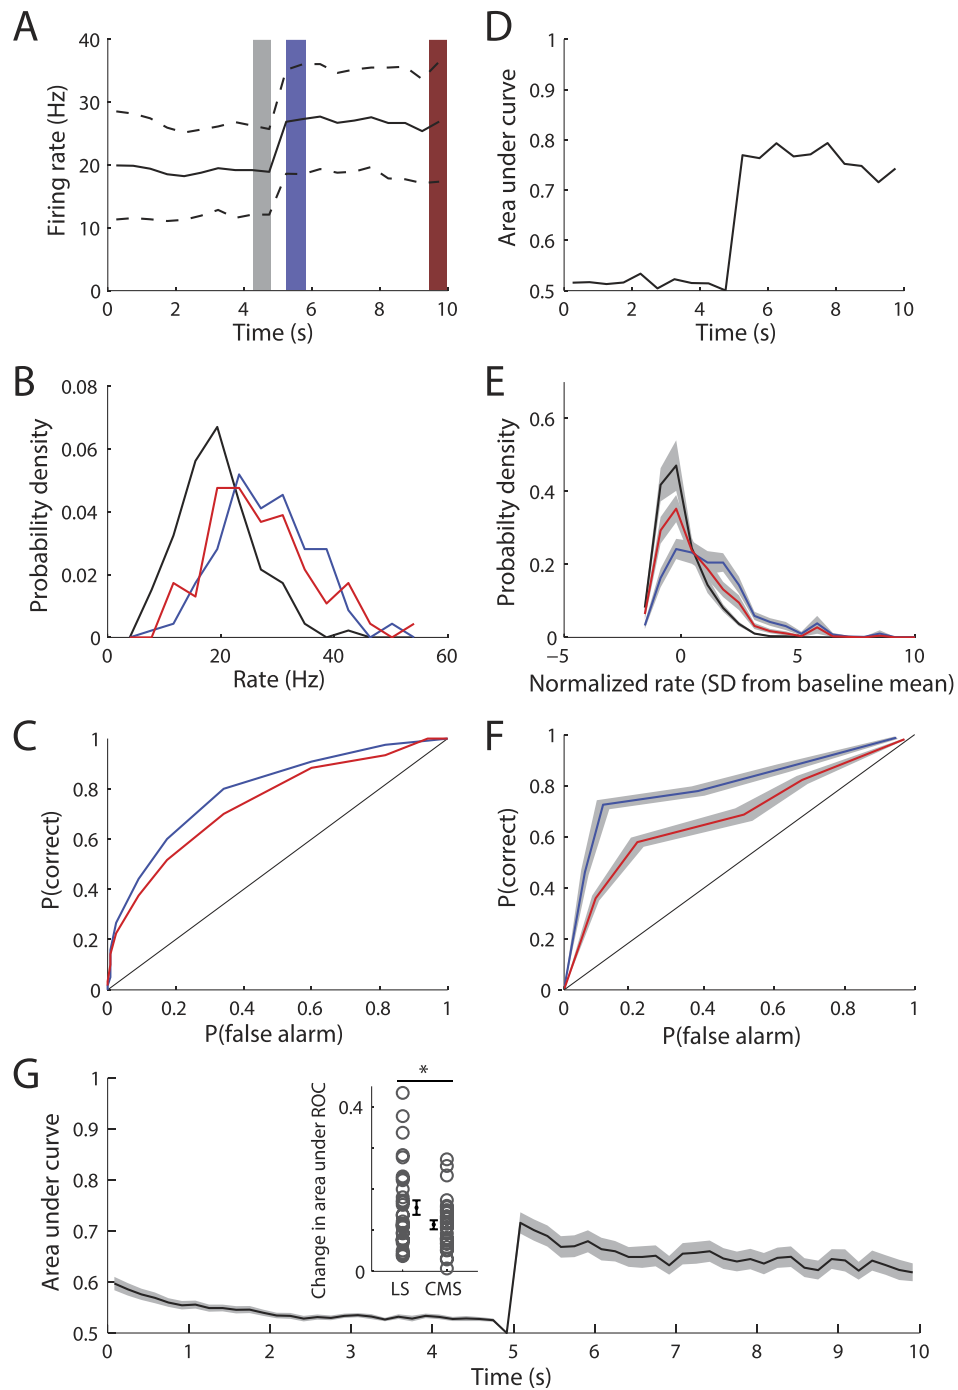 A
Firing rate (Hz)
40
30
20
10
0
0 2 4 6 8 10
Time (s)
D
Area under curve
1
0.9
0.8
0.7
0.6
0.5
0 2 4 6 8 10
Time (s)
B
Probability density
0.08
0.06
0.04
0.02
0
0 20 40 60
Rate (Hz)
E
Probability density
0.6
0.4
0.2
0
−5 0 5 10
Normalized rate (SD from baseline mean)
C
P(correct)
1
0.8
0.6
0.4
0.2
0
0 0.2 0.4 0.6 0.8 1
P(false alarm)
F
P(correct)
1
0.8
0.6
0.4
0.2
0
0 0.2 0.4 0.6 0.8 1
P(false alarm)
G
Area under curve
1
0.9
0.8
0.7
0.6
0.5
0 1 2 3 4 5 6 7 8 9 10
Time (s)
Change in area under ROC
0.4
0
*
LS CMS